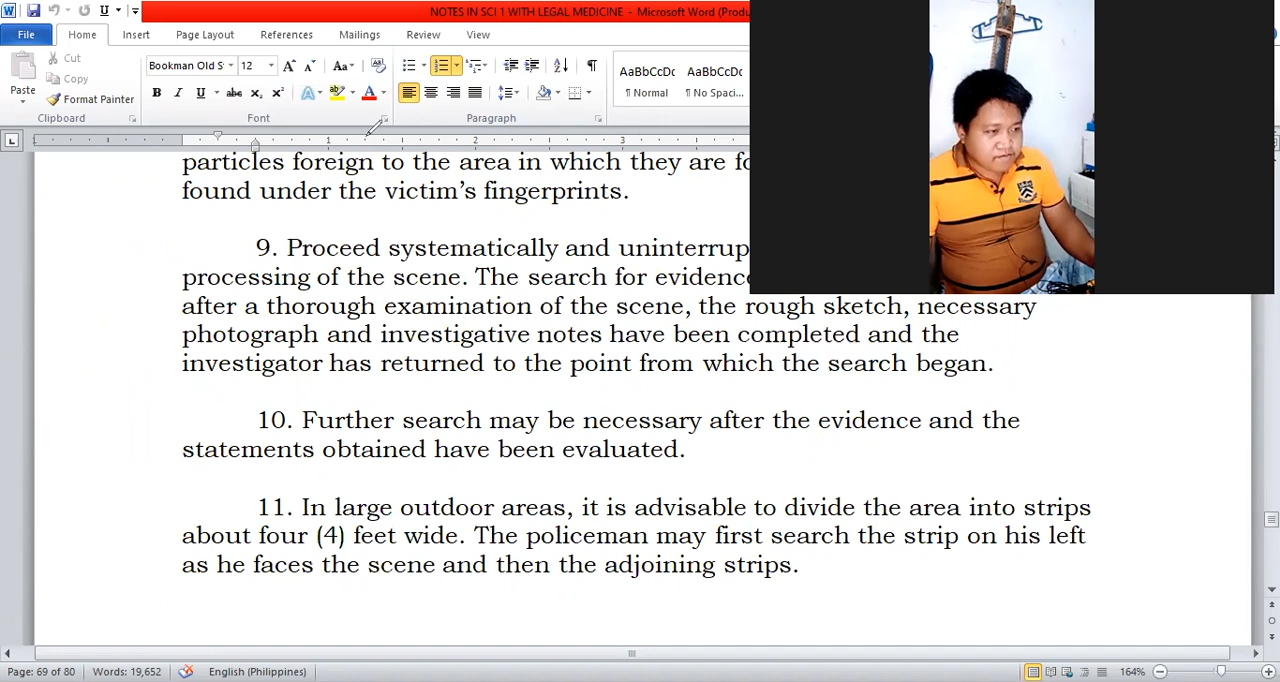 NOTES IN SCI 1 WITH LEGAL MEDICINE - Microsoft Word (Produ
File Home Insert Page Layout References Mailings Review View
Cut
Copy
Paste
Format Painter
Clipboard
Bookman Old S 12
Font
Paragraph
AaBbCcDc AaBbCcDc
¶ Normal ¶ No Spaci...
1 2 3
particles foreign to the area in which they are
found under the victim's fingerprints.
9. Proceed systematically and
processing of the scene. The search for evidence
after a thorough examination of the scene, the rough sketch, necessary
photograph and investigative notes have been completed and the
investigator has returned to the point from which the search began.
10. Further search may be necessary after the evidence and the
statements obtained have been evaluated.
11. In large outdoor areas, it is advisable to divide the area into strips
about four (4) feet wide. The policeman may first search the strip on his left
as he faces the scene and then the adjoining strips.
Page: 69 of 80 Words: 19,652 English (Philippines) 164%